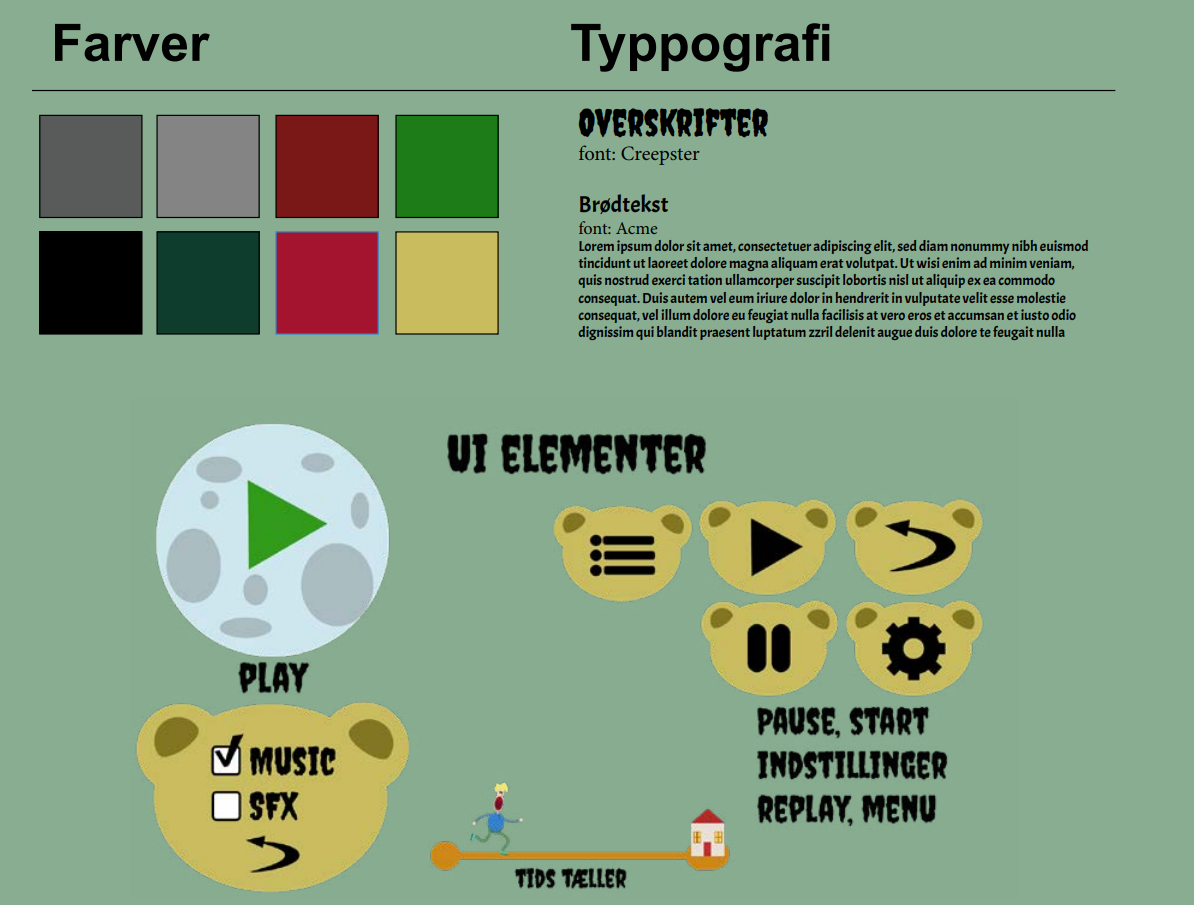 Farver
Typpografi
OVERSKRIFTER
font: Creepster
Brødtekst
font: Acme
Lorem ipsum dolor sit amet, consectetuer adipiscing elit, sed diam nonummy nibh euismod
tincidunt ut laoreet dolore magna aliquam erat volutpat. Ut wisi enim ad minim veniam,
quis nostrud exerci tation ullamcorper suscipit lobortis nisl ut aliquip ex ea commodo
consequat. Duis autem vel eum iriure dolor in hendrerit in vulputate velit esse molestie
consequat, vel illum dolore eu feugiat nulla facilisis at vero eros et accumsan et iusto odio
dignissim qui blandit praesent luptatum zzril delenit augue duis dolore te feugait nulla
UI ELEMENTER
PLAY
MUSIC
SFX
PAUSE, START
INDSTILLINGER
REPLAY, MENU
TIDS TÆLLER